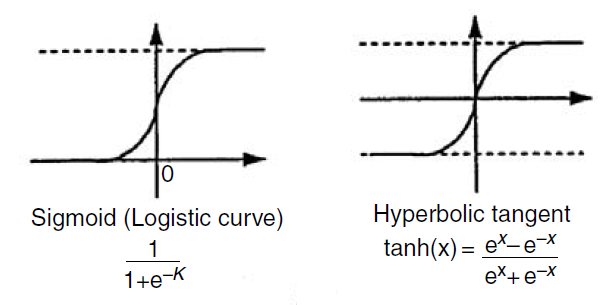 0
Sigmoid (Logistic curve)
1
1+e^–K
Hyperbolic tangent
tanh(x) = e^x – e^–x
e^x + e^–x